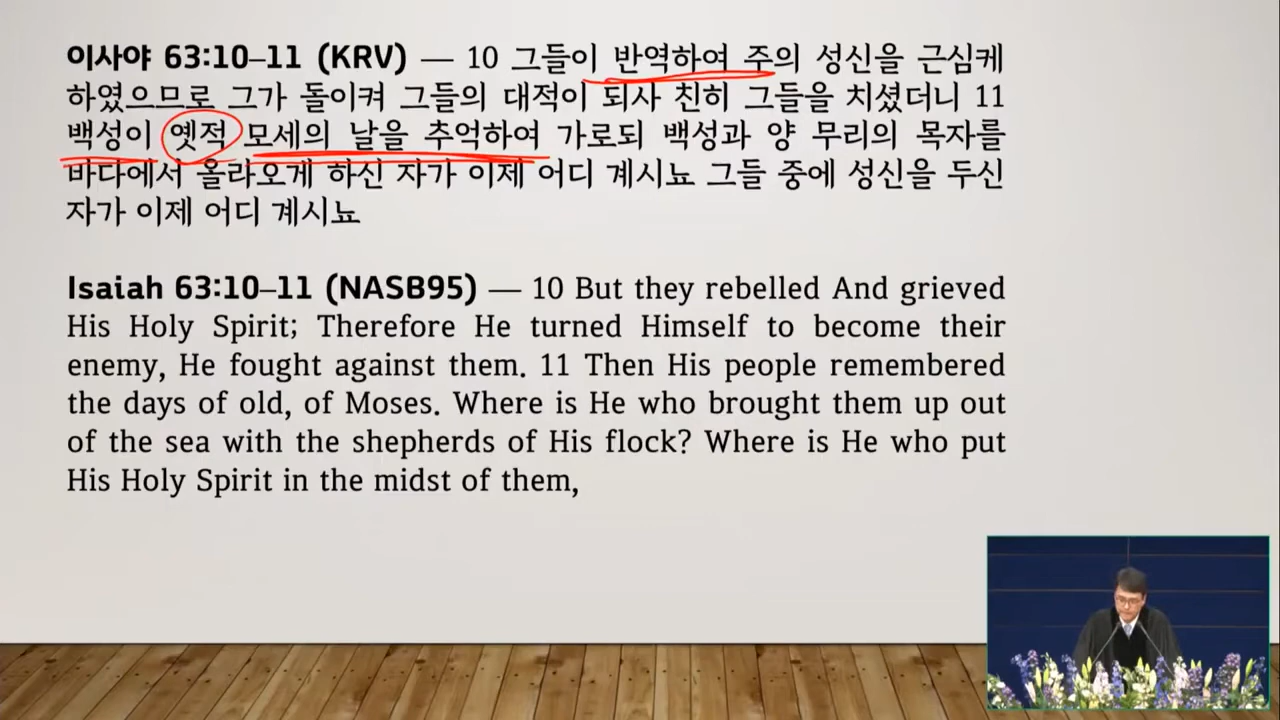 이사야 63:10–11 (KRV) — 10 그들이 반역하여 주의 성신을 근심케
하였으므로 그가 돌이켜 그들의 대적이 되사 친히 그들을 치셨더니 11
백성이 옛적 모세의 날을 추억하여 가로되 백성과 양 무리의 목자를
바다에서 올라오게 하신 자가 이제 어디 계시뇨 그들 중에 성신을 두신
자가 이제 어디 계시뇨
Isaiah 63:10–11 (NASB95) — 10 But they rebelled And grieved
His Holy Spirit; Therefore He turned Himself to become their
enemy, He fought against them. 11 Then His people remembered
the days of old, of Moses. Where is He who brought them up out
of the sea with the shepherds of His flock? Where is He who put
His Holy Spirit in the midst of them,